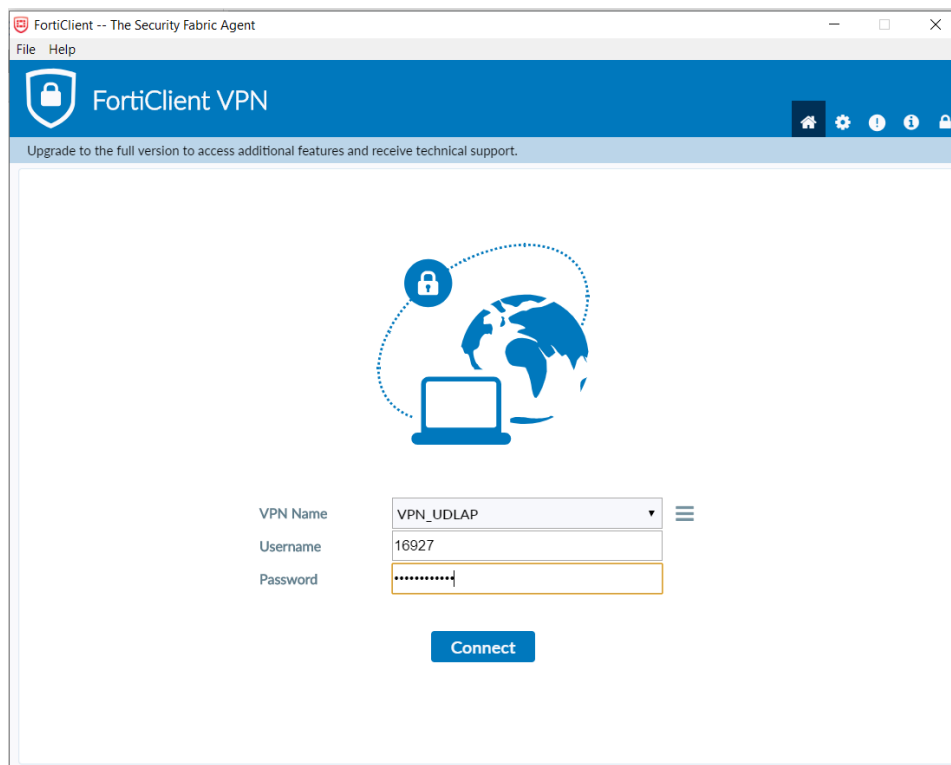 FortiClient -- The Security Fabric Agent
File Help
FortiClient VPN
Upgrade to the full version to access additional features and receive technical support.
VPN Name VPN_UDLAP
Username 16927
Password ••••••••••••
Connect